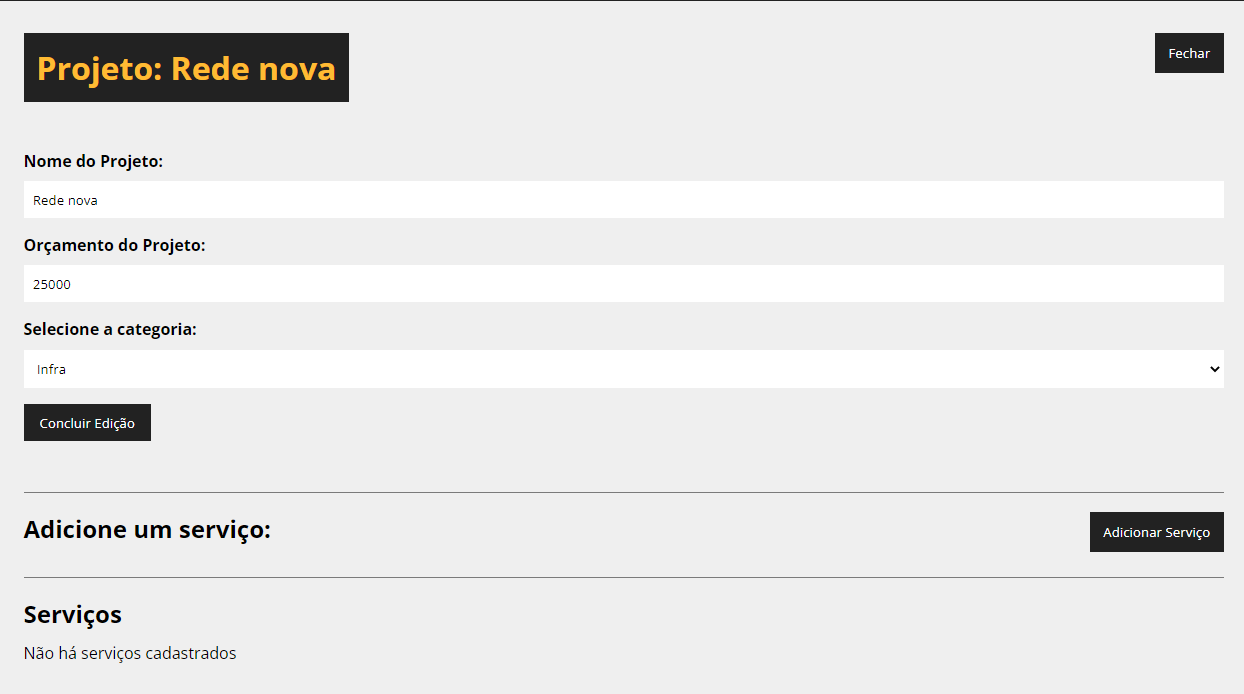 Projeto: Rede nova
Fechar
Nome do Projeto:
Rede nova
Orçamento do Projeto:
25000
Selecione a categoria:
Infra
Concluir Edição
Adicione um serviço:
Adicionar Serviço
Serviços
Não há serviços cadastrados